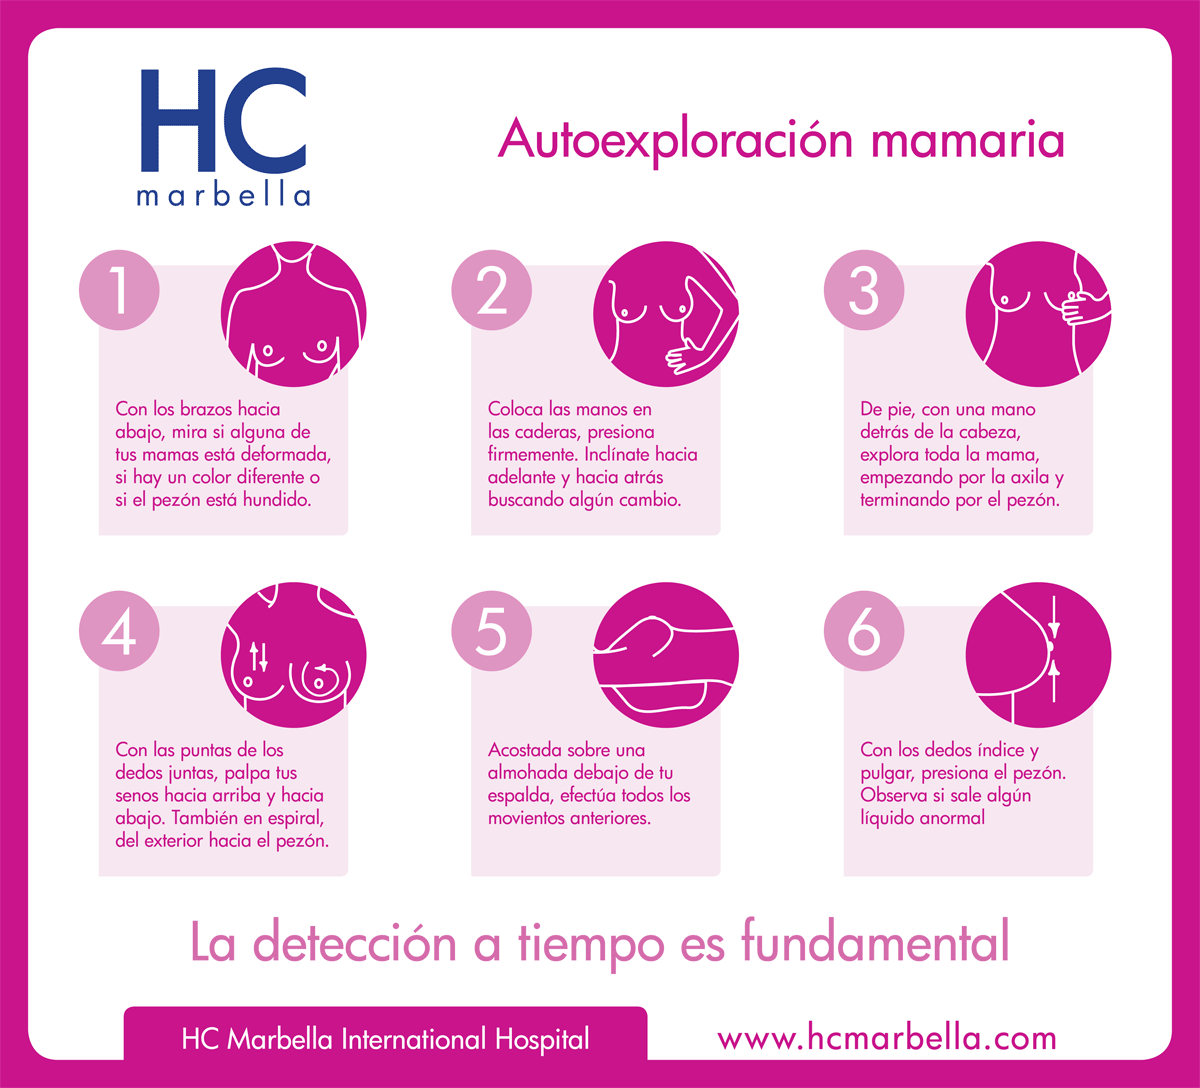 HC
marbella
Autoexploración mamaria
1
Con los brazos hacia
abajo, mira si alguna de
tus mamas está deformada,
si hay un color diferente o
si el pezón está hundido.
2
Coloca las manos en
las caderas, presiona
firmemente. Inclínate hacia
adelante y hacia atrás
buscando algún cambio.
3
De pie, con una mano
detrás de la cabeza,
explora toda la mama,
empezando por la axila y
terminando por el pezón.
4
Con las puntas de los
dedos juntas, palpa tus
senos hacia arriba y hacia
abajo. También en espiral,
del exterior hacia el pezón.
5
Acostada sobre una
almohada debajo de tu
espalda, efectúa todos los
movientos anteriores.
6
Con los dedos índice y
pulgar, presiona el pezón.
Observa si sale algún
líquido anormal
La detección a tiempo es fundamental
HC Marbella International Hospital
www.hcmarbella.com